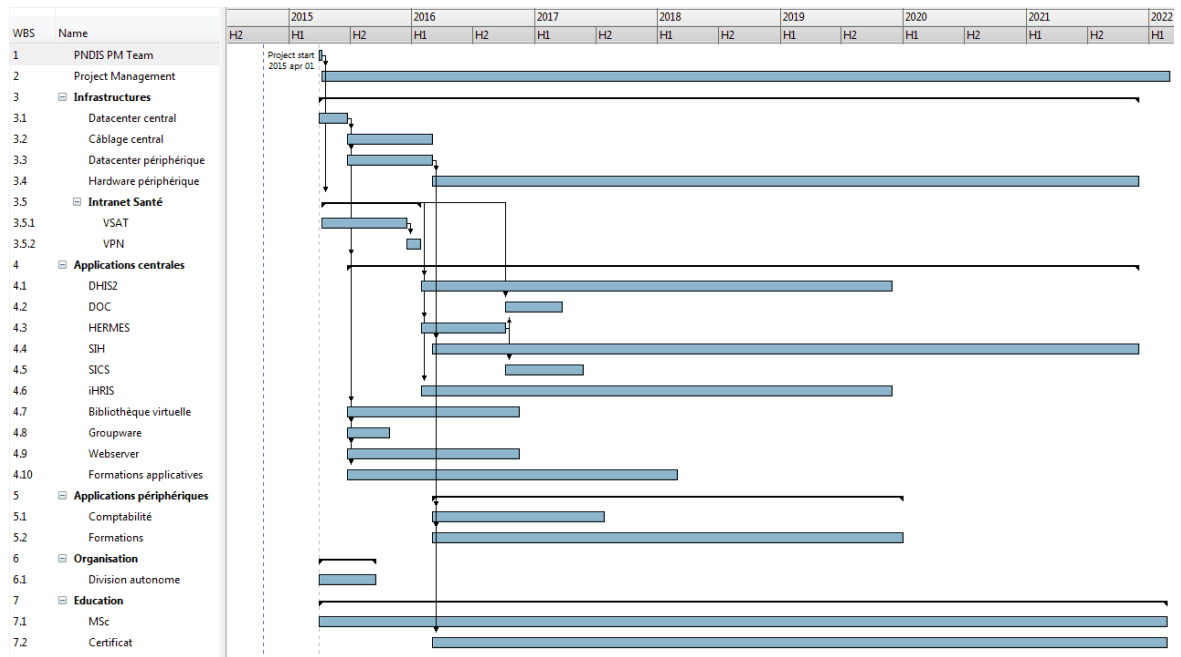 2015 2016 2017 2018 2019 2020 2021 2022
WBS Name H2 H1 H2 H1 H2 H1 H2 H1 H2 H1 H2 H1 H2 H1 H2 H1
1 PNDIS PM Team Project start
2015 apr 01
2 Project Management
3 Infrastructures
3.1 Datacenter central
3.2 Câblage central
3.3 Datacenter périphérique
3.4 Hardware périphérique
3.5 Intranet Santé
3.5.1 VSAT
3.5.2 VPN
4 Applications centrales
4.1 DHIS2
4.2 DOC
4.3 HERMES
4.4 SIH
4.5 SICS
4.6 iHRIS
4.7 Bibliothèque virtuelle
4.8 Groupware
4.9 Webserver
4.10 Formations applicatives
5 Applications périphériques
5.1 Comptabilité
5.2 Formations
6 Organisation
6.1 Division autonome
7 Education
7.1 MSc
7.2 Certificat